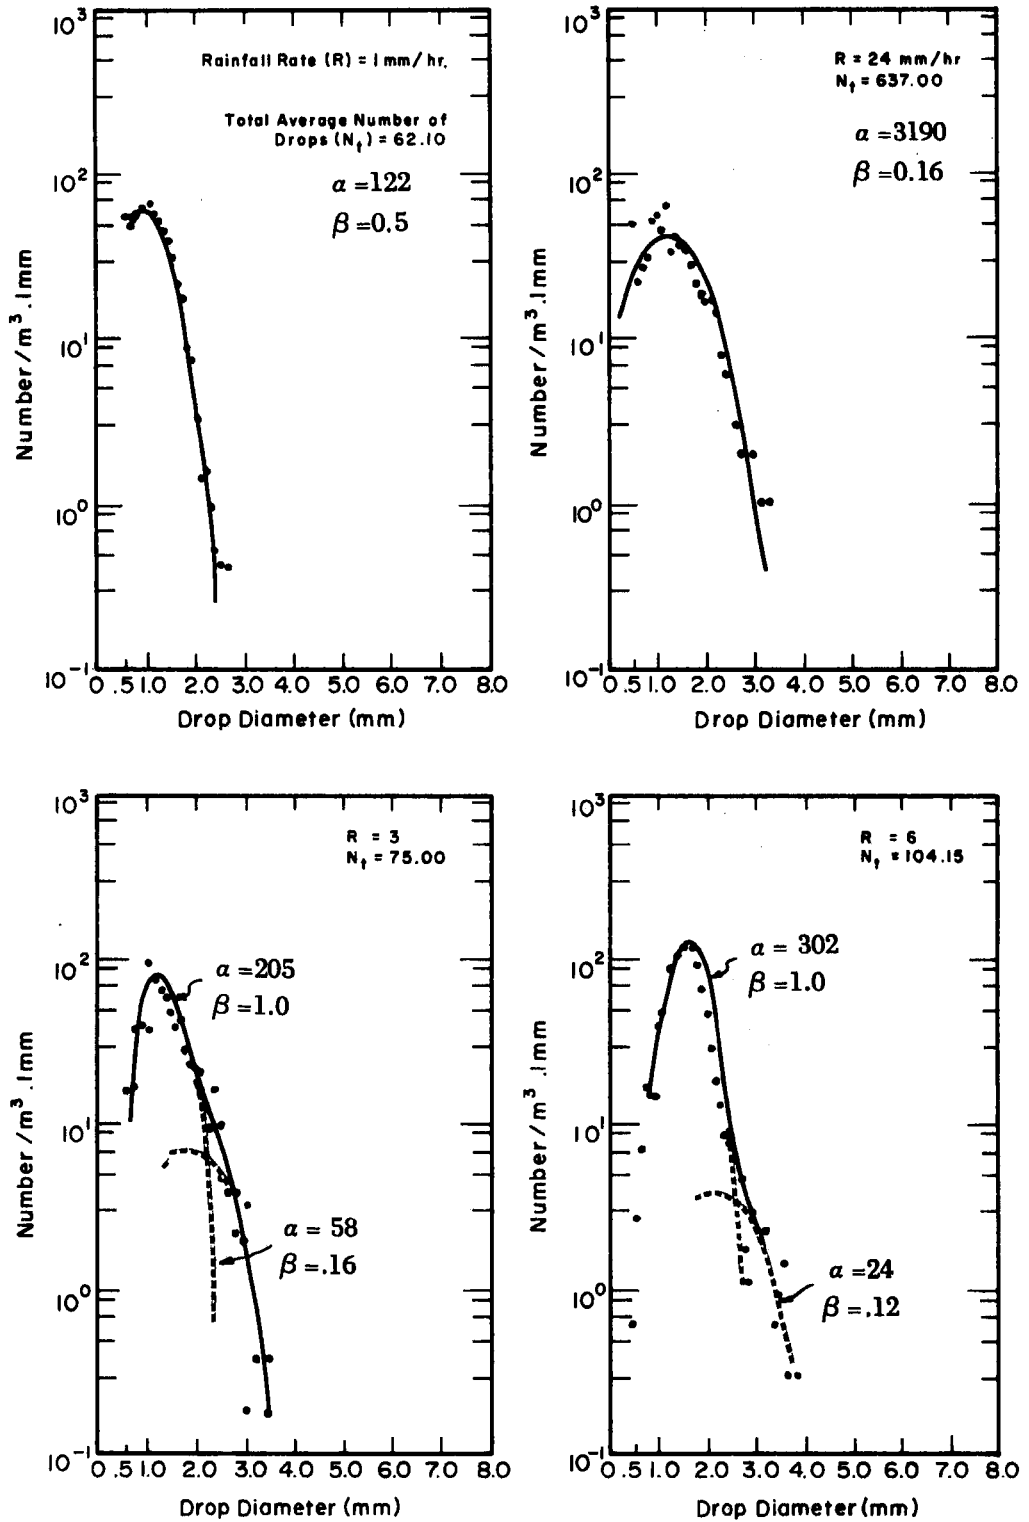 10³
10²
10¹
10⁰
10⁻¹
Number/m³.1mm
Rainfall Rate (R) = 1 mm/hr.
Total Average Number of
Drops (Nₜ) = 62.10
α =122
β =0.5
0 .5 1.0 2.0 3.0 4.0 5.0 6.0 7.0 8.0
Drop Diameter (mm)
10³
10²
10¹
10⁰
10⁻¹
Number/m³.1mm
R = 24 mm/hr
Nₜ = 637.00
α =3190
β =0.16
0 .5 1.0 2.0 3.0 4.0 5.0 6.0 7.0 8.0
Drop Diameter (mm)
10³
10²
10¹
10⁰
10⁻¹
Number/m³.1mm
R = 3
Nₜ = 75.00
α =205
β =1.0
α = 58
β =.16
0 .5 1.0 2.0 3.0 4.0 5.0 6.0 7.0 8.0
Drop Diameter (mm)
10³
10²
10¹
10⁰
10⁻¹
Number/m³.1mm
R = 6
Nₜ = 104.15
α = 302
β =1.0
α =24
β =.12
0 .5 1.0 2.0 3.0 4.0 5.0 6.0 7.0 8.0
Drop Diameter (mm)